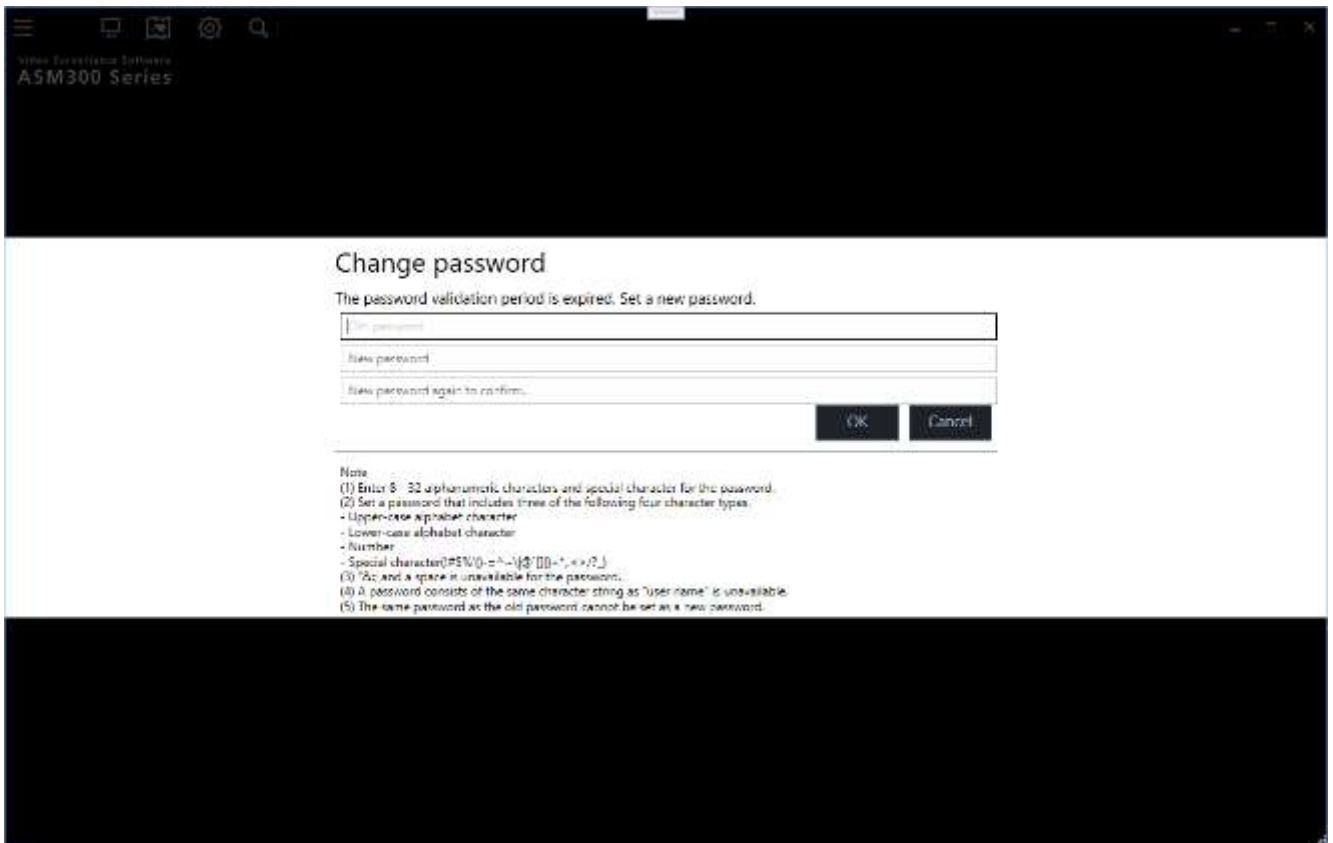 Video Surveillance Software
ASM300 Series
Change password
The password validation period is expired. Set a new password.
Old password
New password
New password again to confirm.
OK
Cancel
Note
(1) Enter 8 - 32 alphanumeric characters and special character for the password.
(2) Set a password that includes three of the following four character types.
- Upper-case alphabet character
- Lower-case alphabet character
- Number
- Special character
(3) "&; and a space is unavailable for the password.
(4) A password consists of the same character string as "user name" is unavailable.
(5) The same password as the old password cannot be set as a new password.